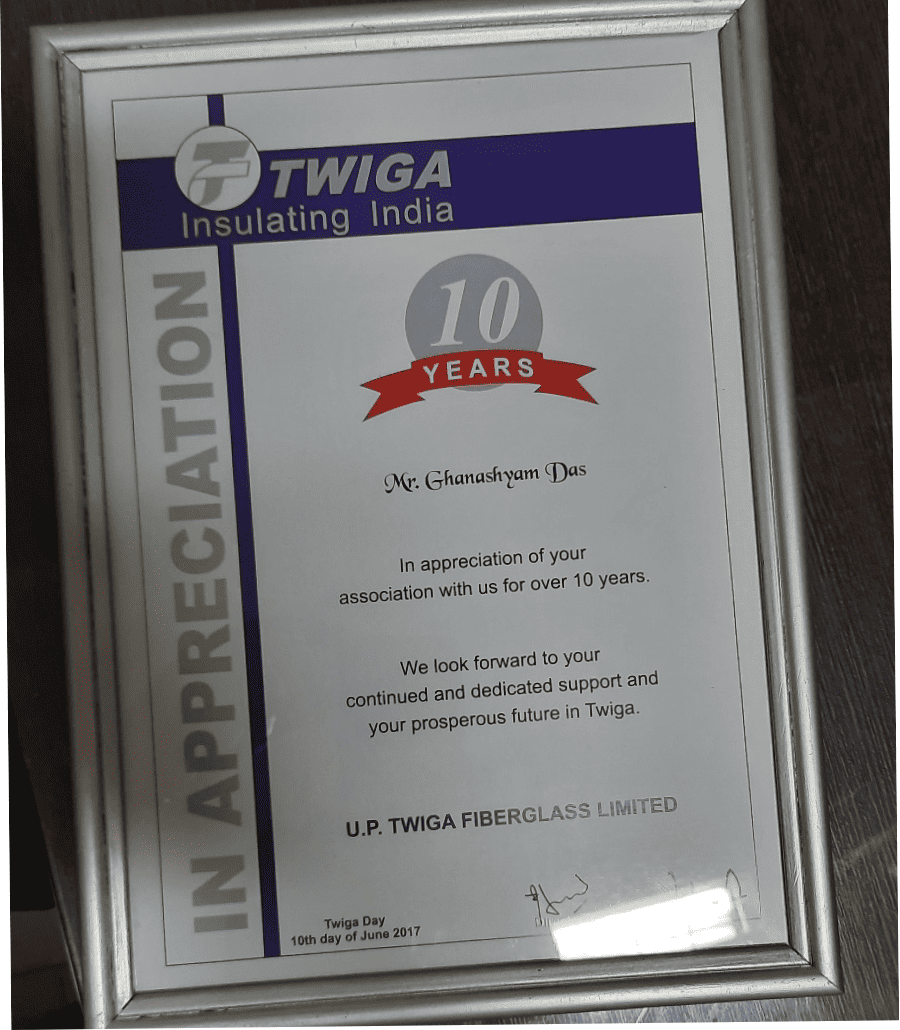 TWIGA
Insulating India
IN APPRECIATION
10
YEARS
Mr. Ghanashyam Das
In appreciation of your
association with us for over 10 years.
We look forward to your
continued and dedicated support and
your prosperous future in Twiga.
U.P. TWIGA FIBERGLASS LIMITED
Twiga Day
10th day of June 2017